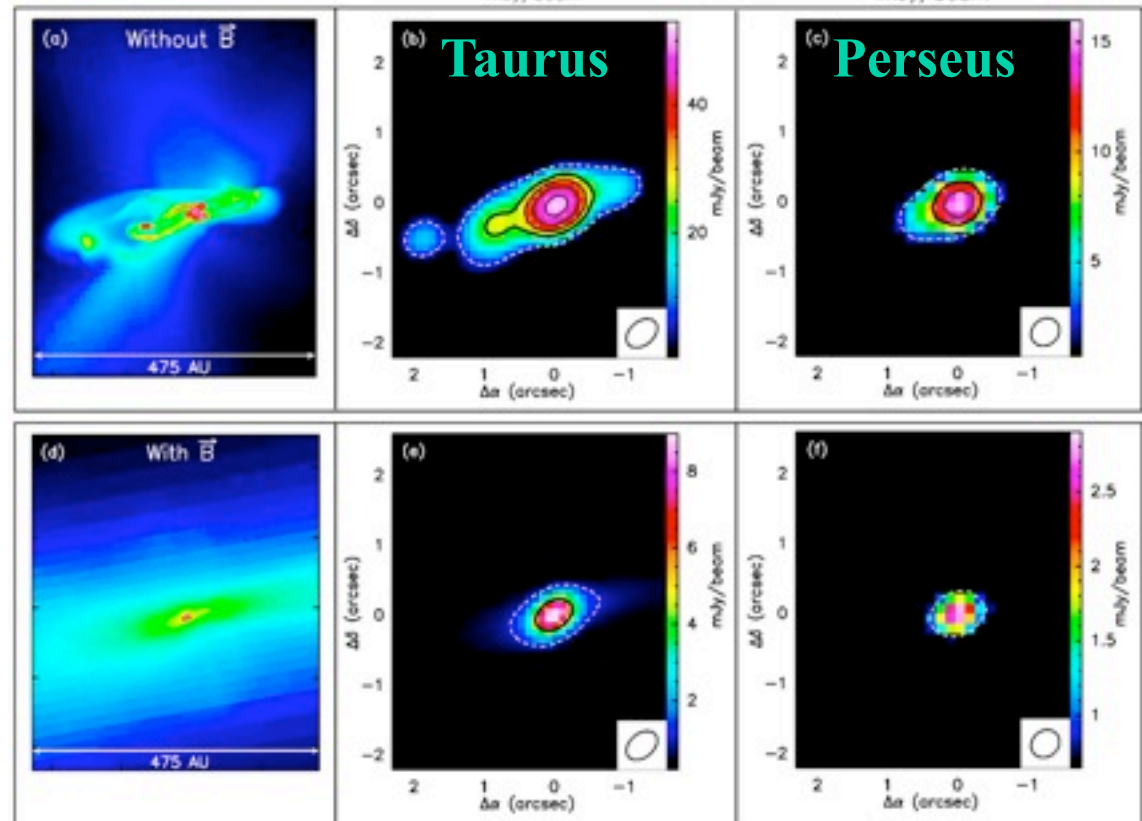 (a) Without B
475 AU
(b) Taurus
2
1
0
−1
−2
Δδ (arcsec)
2 1 0 −1
Δα (arcsec)
40
20
mJy/beam
(c) Perseus
2
1
0
−1
−2
Δδ (arcsec)
2 1 0 −1
Δα (arcsec)
15
10
5
mJy/beam
(d) With B
475 AU
(e)
2
1
0
−1
−2
Δδ (arcsec)
2 1 0 −1
Δα (arcsec)
8
6
4
2
mJy/beam
(f)
2
1
0
−1
−2
Δδ (arcsec)
2 1 0 −1
Δα (arcsec)
2.5
2
1.5
1
mJy/beam